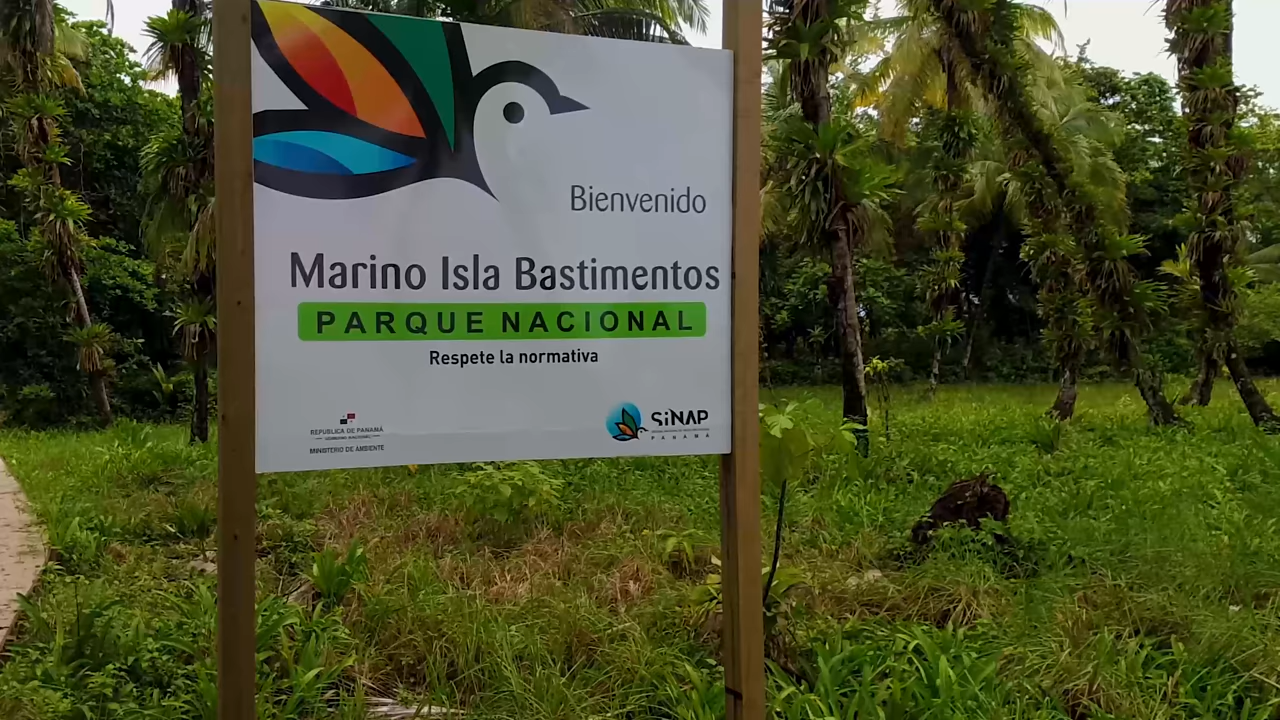 Bienvenido
Marino Isla Bastimentos
PARQUE NACIONAL
Respete la normativa
REPÚBLICA DE PANAMÁ
MINISTERIO DE AMBIENTE
SiNAP
PANAMÁ